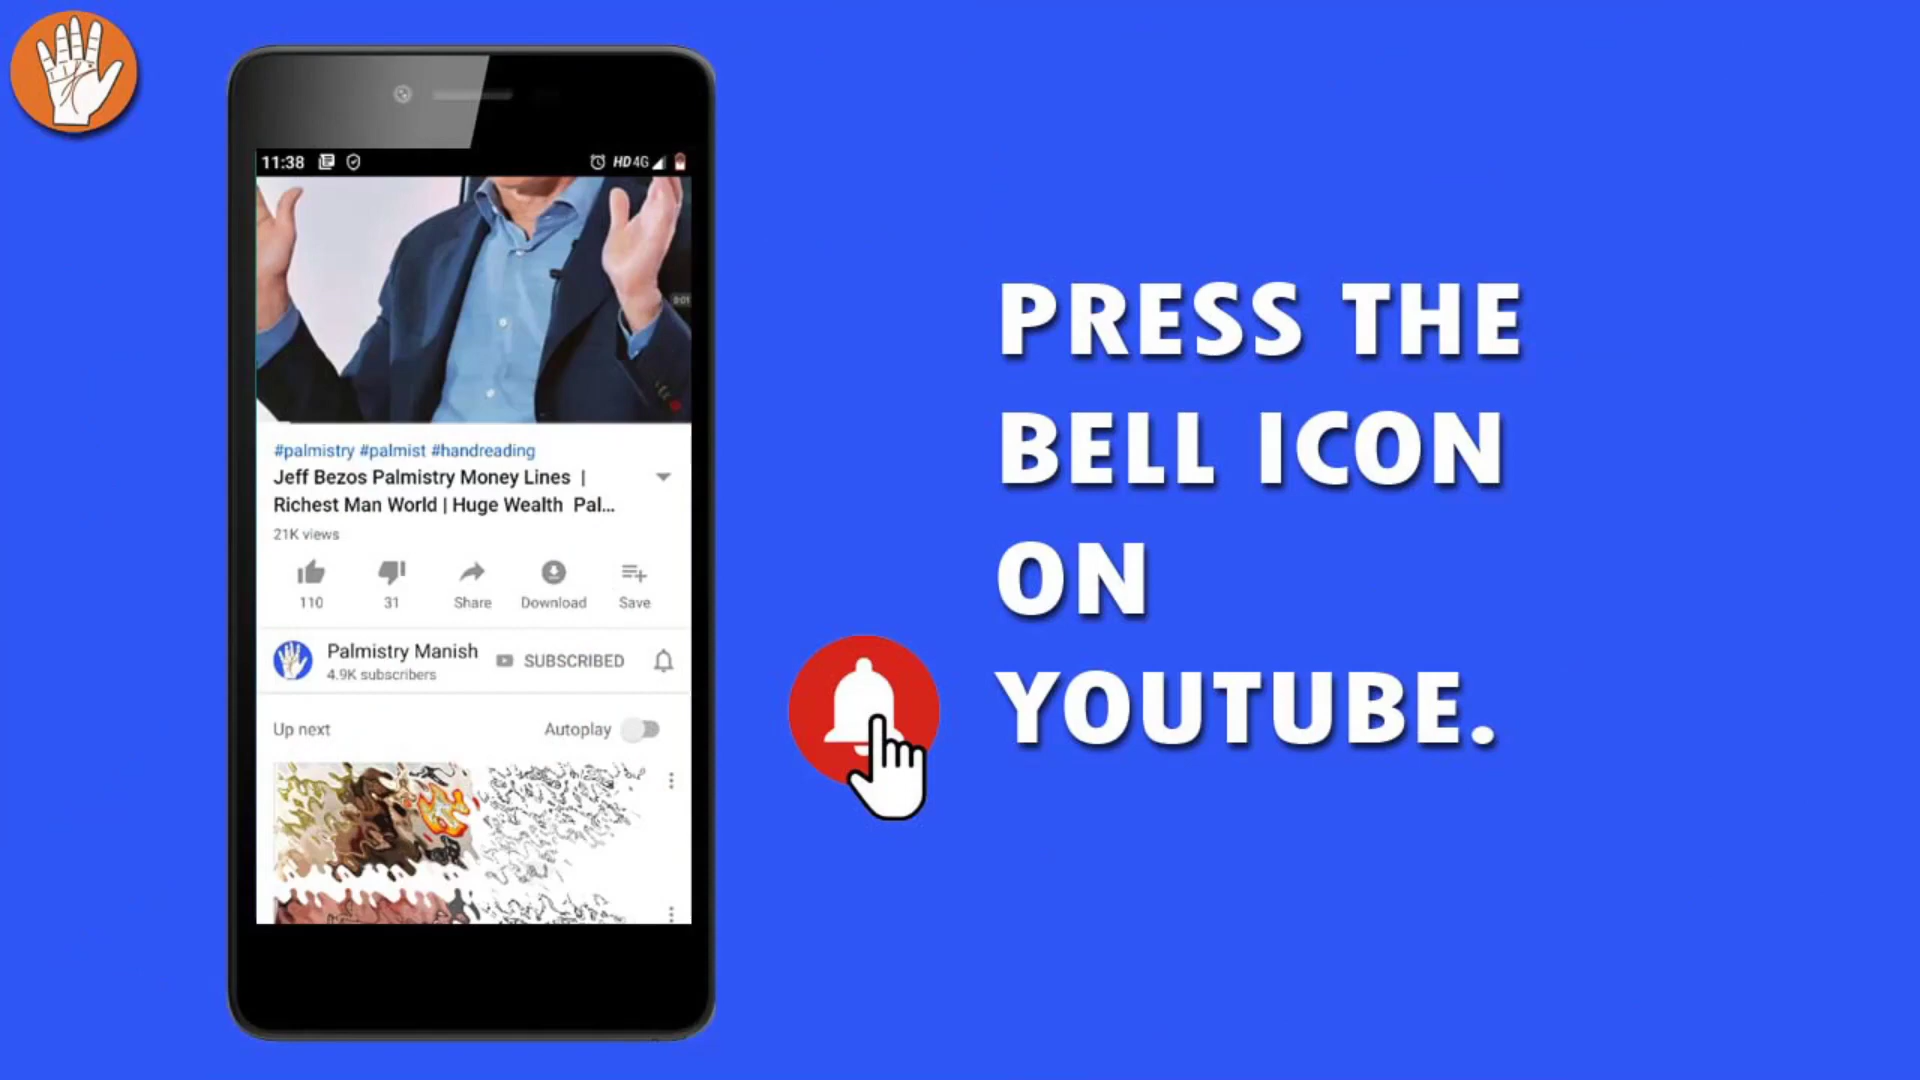 11:38
HD 4G
0:01
#palmistry #palmist #handreading
Jeff Bezos Palmistry Money Lines |
Richest Man World | Huge Wealth Pal...
21K views
110
31
Share
Download
Save
Palmistry Manish
4.9K subscribers
SUBSCRIBED
Up next
Autoplay
PRESS THE
BELL ICON
ON
YOUTUBE.